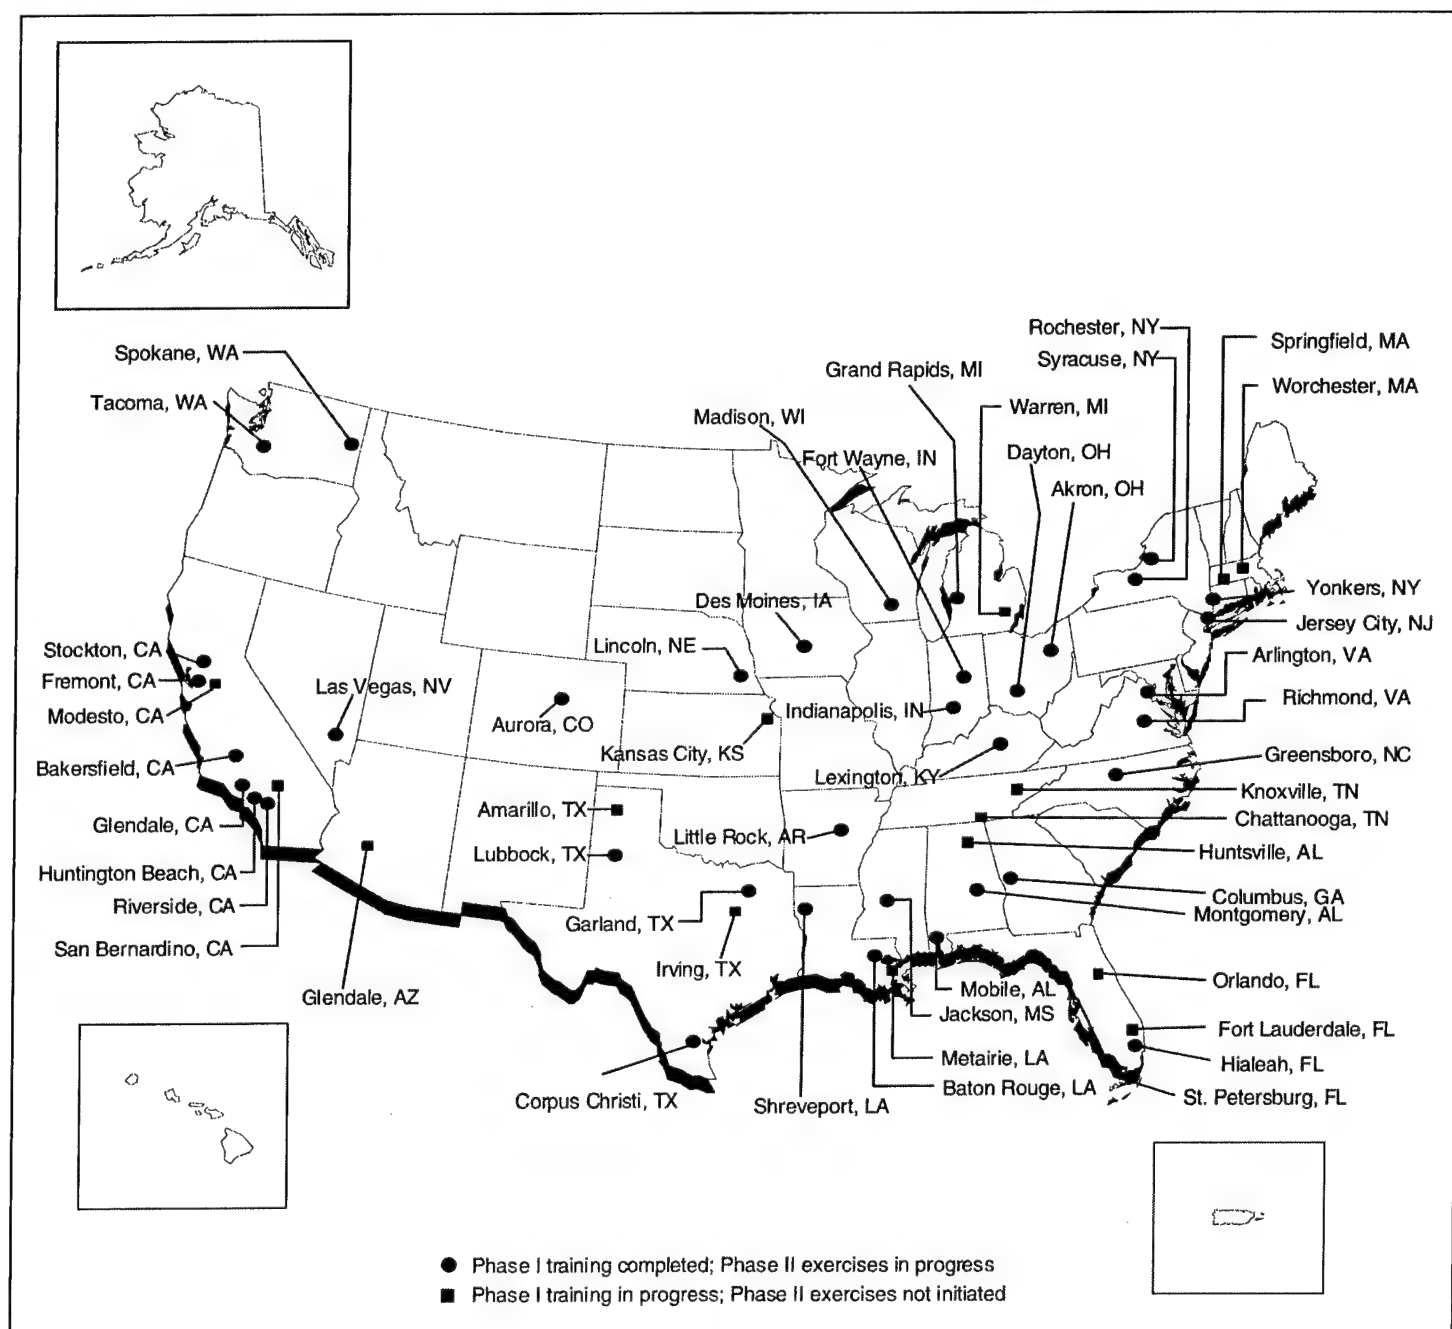 Rochester, NY
Springfield, MA
Spokane, WA
Syracuse, NY
Grand Rapids, MI
Worchester, MA
Tacoma, WA
Warren, MI
Madison, WI
Fort Wayne, IN
Dayton, OH
Akron, OH
Yonkers, NY
Des Moines, IA
Jersey City, NJ
Stockton, CA
Lincoln, NE
Arlington, VA
Fremont, CA
Las Vegas, NV
Richmond, VA
Modesto, CA
Aurora, CO
Indianapolis, IN
Kansas City, KS
Greensboro, NC
Bakersfield, CA
Lexington, KY
Knoxville, TN
Amarillo, TX
Chattanooga, TN
Glendale, CA
Little Rock, AR
Huntsville, AL
Lubbock, TX
Huntington Beach, CA
Columbus, GA
Riverside, CA
Montgomery, AL
Garland, TX
San Bernardino, CA
Irving, TX
Orlando, FL
Glendale, AZ
Mobile, AL
Jackson, MS
Fort Lauderdale, FL
Metairie, LA
Hialeah, FL
Baton Rouge, LA
St. Petersburg, FL
Corpus Christi, TX
Shreveport, LA
Phase I training completed; Phase II exercises in progress
Phase I training in progress; Phase II exercises not initiated